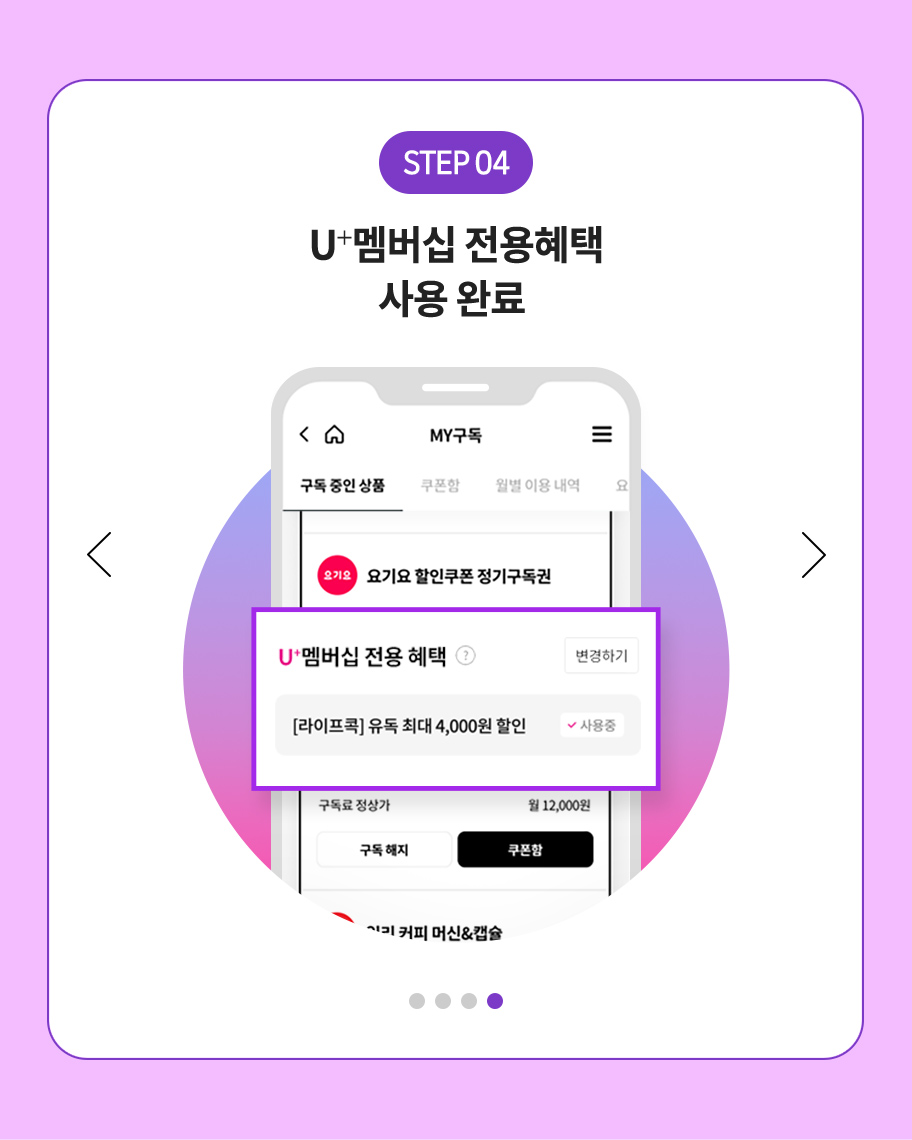 STEP 04
U+멤버십 전용혜택
사용 완료
MY구독
구독 중인 상품 쿠폰함 월별 이용 내역 요
요기요 요기요 할인쿠폰 정기구독권
U+멤버십 전용 혜택 ? 변경하기
[라이프콕] 유독 최대 4,000원 할인 사용중
구독료 정상가 월 12,000원
구독 해지 쿠폰함
커피 머신&캡슐